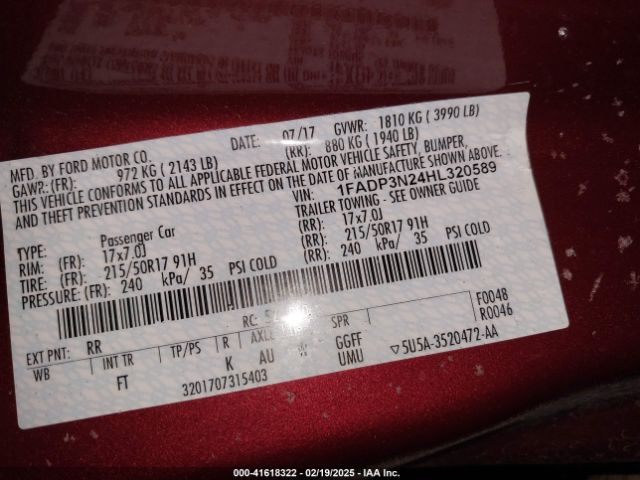 MFD. BY FORD MOTOR CO. DATE: 07/17 GVWR: 1810 KG ( 3990 LB)
GAWR: (FR): 972 KG ( 2143 LB) (RR): 880 KG ( 1940 LB)
THIS VEHICLE CONFORMS TO ALL APPLICABLE FEDERAL MOTOR VEHICLE SAFETY, BUMPER,
AND THEFT PREVENTION STANDARDS IN EFFECT ON THE DATE OF MANUFACTURE SHOWN ABOVE.
VIN: 1FADP3N24HL320589
TYPE: Passenger Car TRAILER TOWING - SEE OWNER GUIDE
RIM: (FR): 17x7.0J (RR): 17x7.0J
TIRE: (FR): 215/50R17 91H (RR): 215/50R17 91H
PRESSURE: (FR): 240 kPa/ 35 PSI COLD (RR): 240 kPa/ 35 PSI COLD
RC:
F0048
EXT PNT: RR R0046
WB INT TR TP/PS R AXLE SPR
FT K AU GGFF
UMU
3201707315403
5U5A-3520472-AA
000-41618322 - 02/19/2025 - IAA Inc.